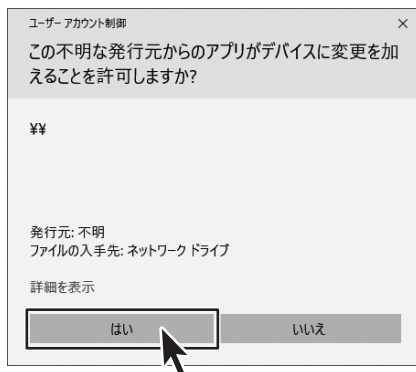 ユーザー アカウント制御
×
この不明な発行元からのアプリがデバイスに変更を加
えることを許可しますか?
¥¥
発行元: 不明
ファイルの入手先: ネットワーク ドライブ
詳細を表示
はい
いいえ